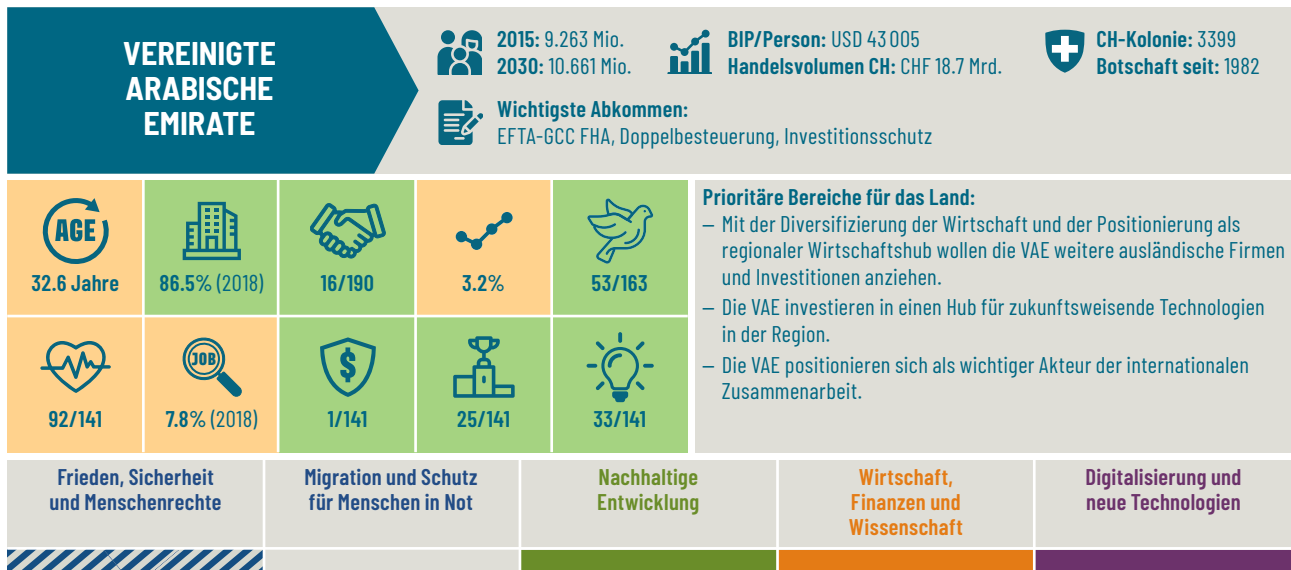 VEREINIGTE
ARABISCHE
EMIRATE
2015: 9.263 Mio.
2030: 10.661 Mio.
BIP/Person: USD 43 005
Handelsvolumen CH: CHF 18.7 Mrd.
CH-Kolonie: 3399
Botschaft seit: 1982
Wichtigste Abkommen:
EFTA-GCC FHA, Doppelbesteuerung, Investitionsschutz
AGE
32.6 Jahre
86.5% (2018)
16/190
3.2%
53/163
92/141
JOB
7.8% (2018)
$
1/141
25/141
33/141
Prioritäre Bereiche für das Land:
– Mit der Diversifizierung der Wirtschaft und der Positionierung als
regionaler Wirtschaftshub wollen die VAE weitere ausländische Firmen
und Investitionen anziehen.
– Die VAE investieren in einen Hub für zukunftsweisende Technologien
in der Region.
– Die VAE positionieren sich als wichtiger Akteur der internationalen
Zusammenarbeit.
Frieden, Sicherheit
und Menschenrechte
Migration und Schutz
für Menschen in Not
Nachhaltige
Entwicklung
Wirtschaft,
Finanzen und
Wissenschaft
Digitalisierung und
neue Technologien